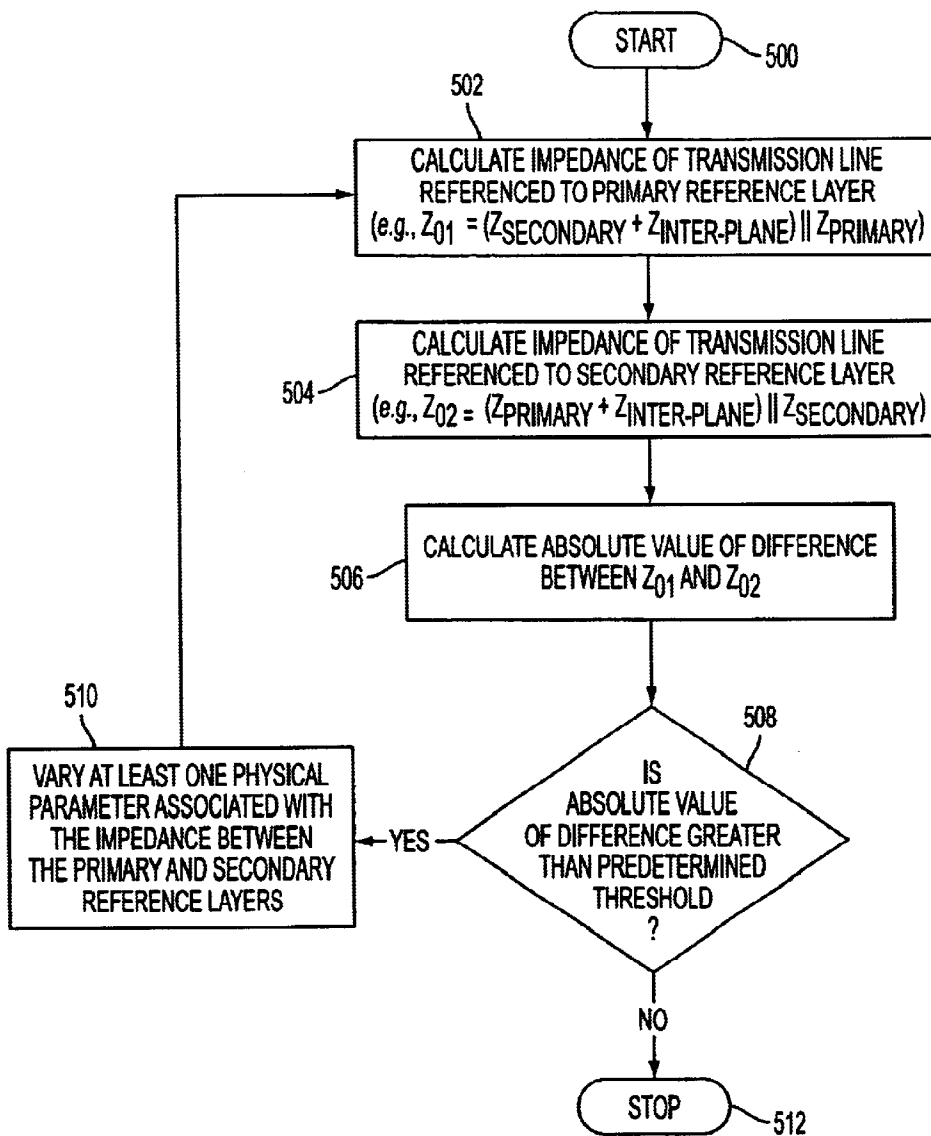 START
500
502
CALCULATE IMPEDANCE OF TRANSMISSION LINE
REFERENCED TO PRIMARY REFERENCE LAYER
(e.g., Z01 = (ZSECONDARY + ZINTER-PLANE) || ZPRIMARY)
CALCULATE IMPEDANCE OF TRANSMISSION LINE
REFERENCED TO SECONDARY REFERENCE LAYER
(e.g., Z02 = (ZPRIMARY + ZINTER-PLANE) || ZSECONDARY)
504
CALCULATE ABSOLUTE VALUE OF DIFFERENCE
BETWEEN Z01 AND Z02
506
508
IS
ABSOLUTE VALUE
OF DIFFERENCE GREATER
THAN PREDETERMINED
THRESHOLD
?
YES
510
VARY AT LEAST ONE PHYSICAL
PARAMETER ASSOCIATED WITH
THE IMPEDANCE BETWEEN
THE PRIMARY AND SECONDARY
REFERENCE LAYERS
NO
STOP
512